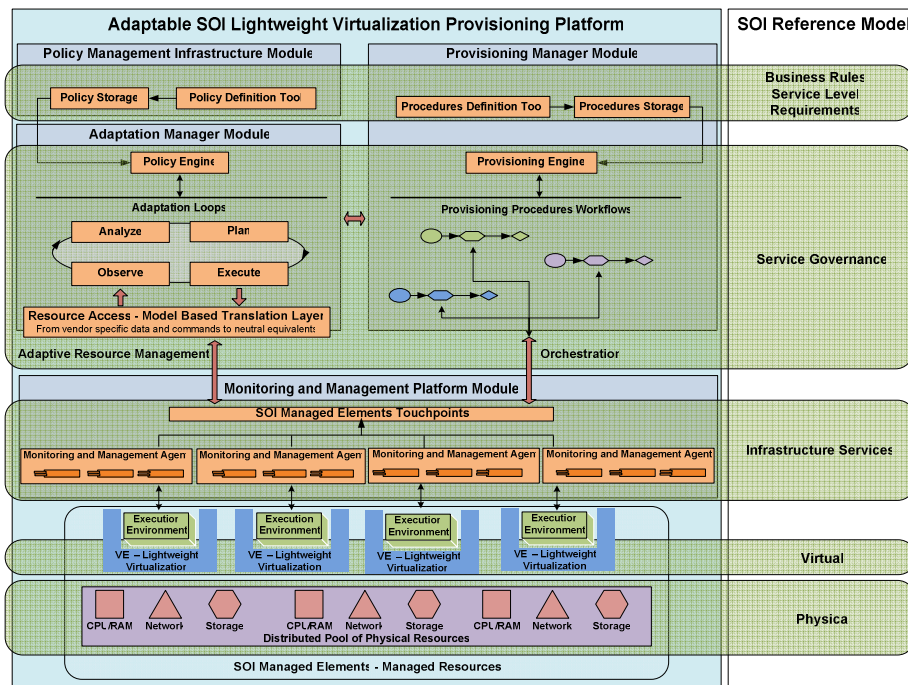 Adaptable SOI Lightweight Virtualization Provisioning Platform
SOI Reference Model
Policy Management Infrastructure Module
Provisioning Manager Module
Policy Storage
Policy Definition Tool
Procedures Definition Too
Procedures Storage
Business Rules
Service Level
Requirements
Adaptation Manager Module
Policy Engine
Provisioning Engine
Adaptation Loops
Provisioning Procedures Workflows
Analyze
Plan
Observe
Execute
Service Governance
Resource Access - Model Based Translation Layer
From vendor specific data and commands to neutral equivalents
Adaptive Resource Management
Orchestration
Monitoring and Management Platform Module
SOI Managed Elements Touchpoints
Monitoring and Management Agent
Monitoring and Management Agent
Monitoring and Management Agent
Monitoring and Management Agent
Infrastructure Services
Execution
Environment
Execution
Environment
Execution
Environment
Execution
Environment
VE – Lightweight
Virtualization
VE – Lightweight
Virtualization
VE – Lightweight
Virtualization
VE – Lightweight
Virtualization
Virtual
CPU/RAM
Network
Storage
CPU/RAM
Network
Storage
CPU/RAM
Network
Storage
Physica
Distributed Pool of Physical Resources
SOI Managed Elements - Managed Resources